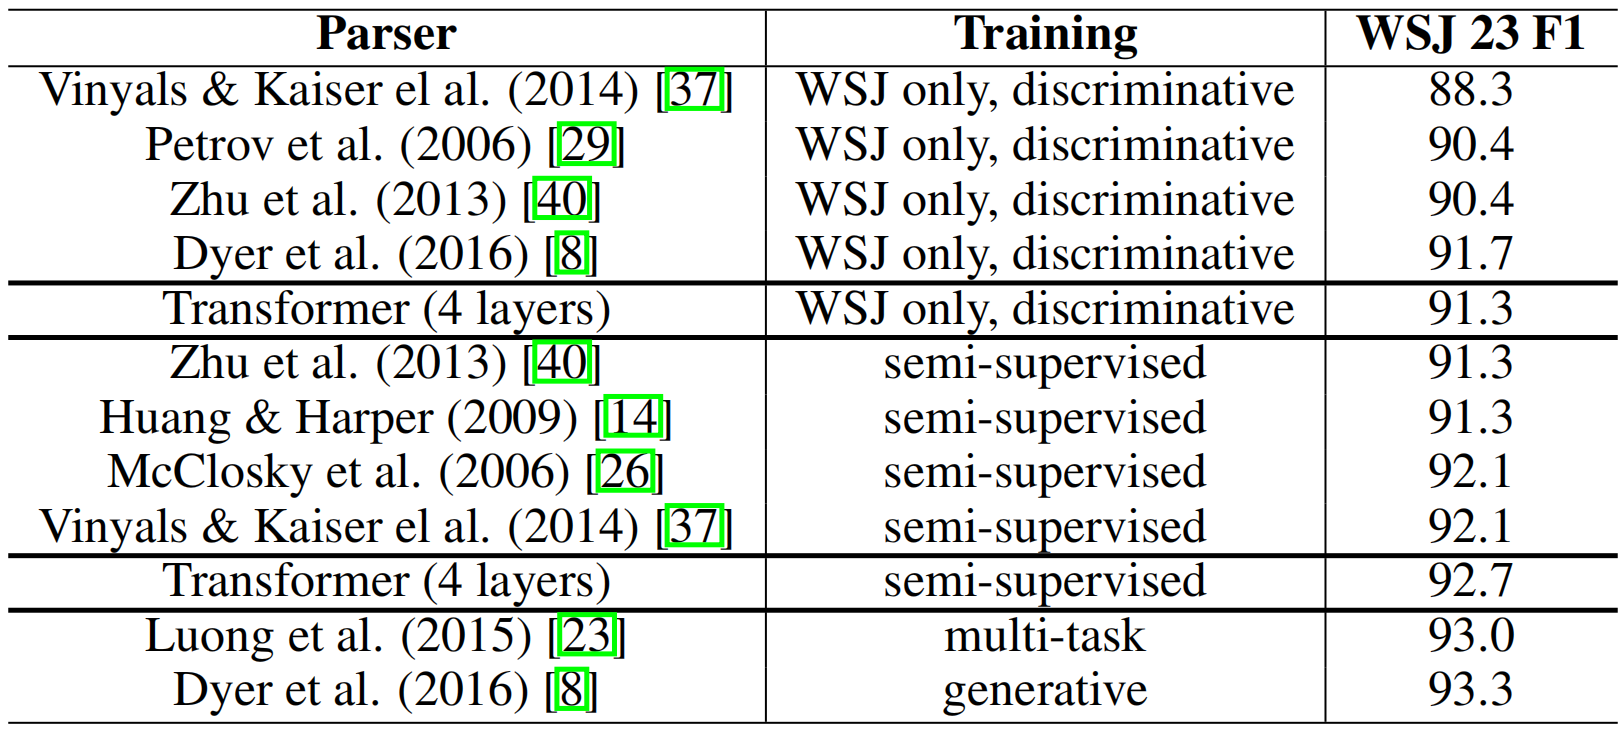 Parser Training WSJ 23 F1
Vinyals & Kaiser el al. (2014) [37] WSJ only, discriminative 88.3
Petrov et al. (2006) [29] WSJ only, discriminative 90.4
Zhu et al. (2013) [40] WSJ only, discriminative 90.4
Dyer et al. (2016) [8] WSJ only, discriminative 91.7
Transformer (4 layers) WSJ only, discriminative 91.3
Zhu et al. (2013) [40] semi-supervised 91.3
Huang & Harper (2009) [14] semi-supervised 91.3
McClosky et al. (2006) [26] semi-supervised 92.1
Vinyals & Kaiser el al. (2014) [37] semi-supervised 92.1
Transformer (4 layers) semi-supervised 92.7
Luong et al. (2015) [23] multi-task 93.0
Dyer et al. (2016) [8] generative 93.3